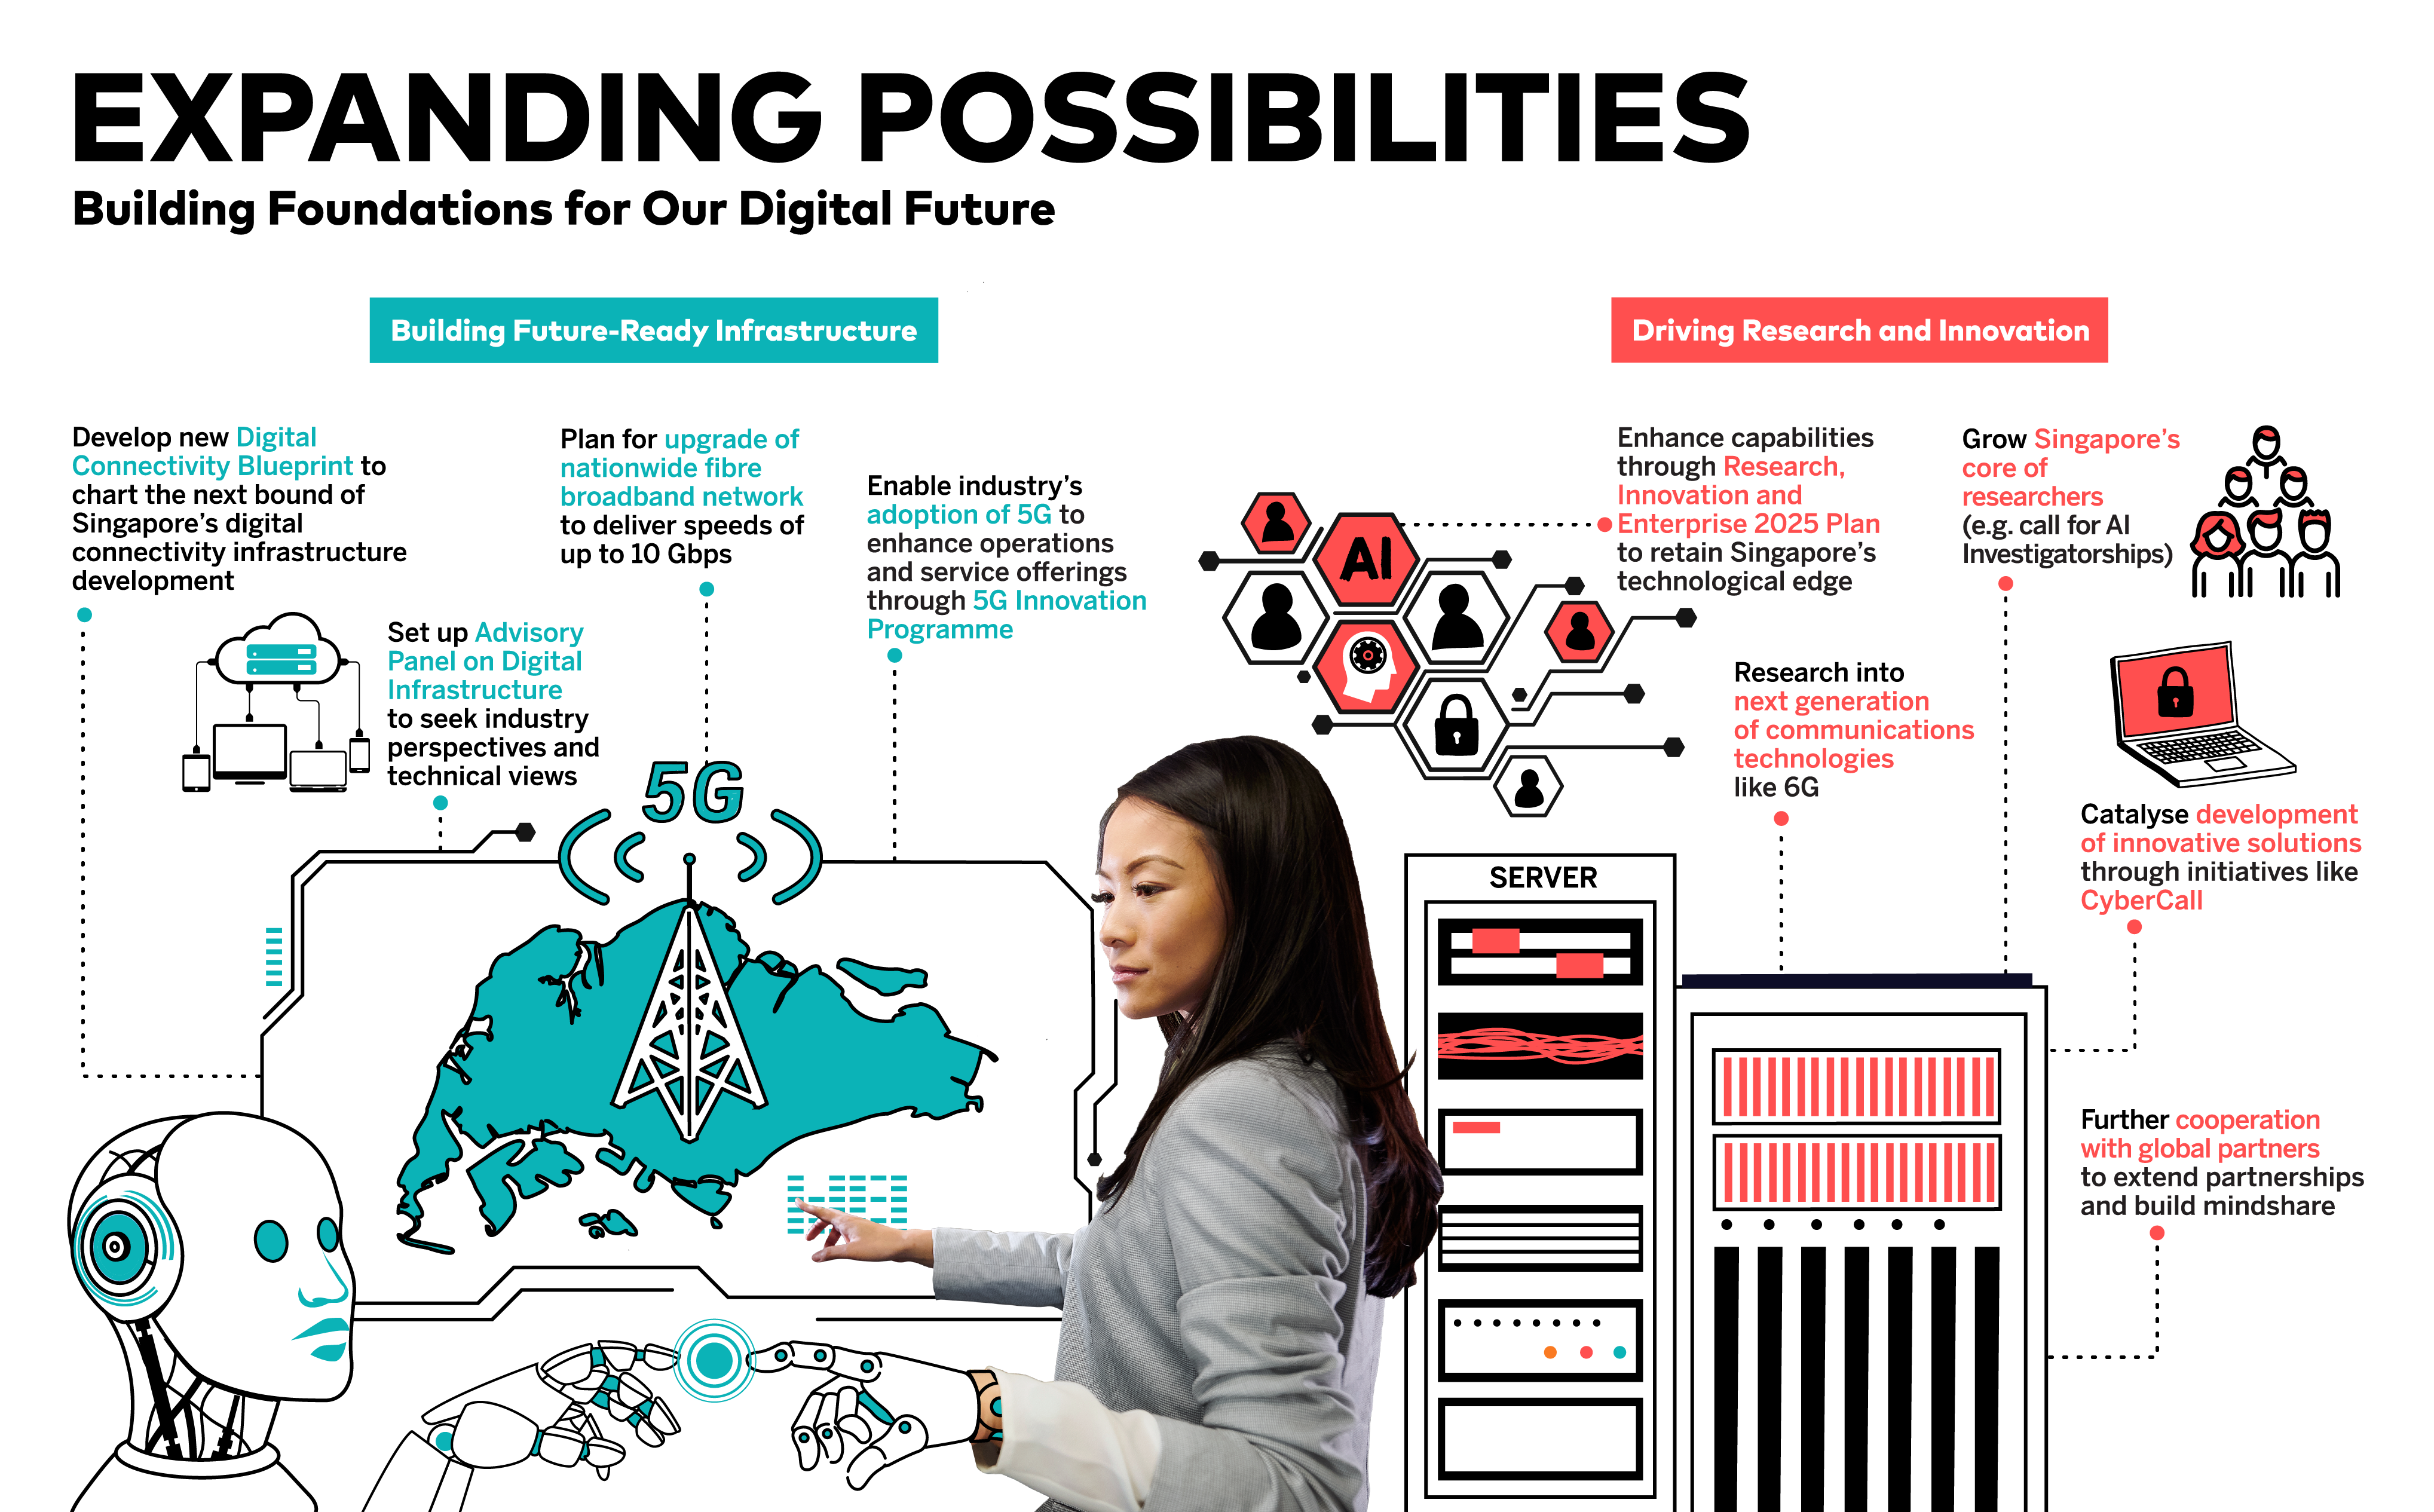 EXPANDING POSSIBILITIES
Building Foundations for Our Digital Future
Building Future-Ready Infrastructure
Develop new Digital
Connectivity Blueprint to
chart the next bound of
Singapore's digital
connectivity infrastructure
development
Set up Advisory
Panel on Digital
Infrastructure
to seek industry
perspectives and
technical views
Plan for upgrade of
nationwide fibre
broadband network
to deliver speeds of
up to 10 Gbps
Enable industry's
adoption of 5G to
enhance operations
and service offerings
through 5G Innovation
Programme
5G
Driving Research and Innovation
AI
Enhance capabilities
through Research,
Innovation and
Enterprise 2025 Plan
to retain Singapore's
technological edge
Grow Singapore's
core of
researchers
(e.g. call for AI
Investigatorships)
Research into
next generation
of communications
technologies
like 6G
Catalyse development
of innovative solutions
through initiatives like
CyberCall
Further cooperation
with global partners
to extend partnerships
and build mindshare
SERVER